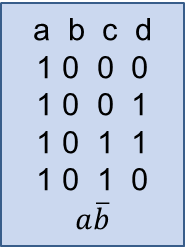 a b c d
1 0 0 0
1 0 0 1
1 0 1 1
1 0 1 0
ab̅